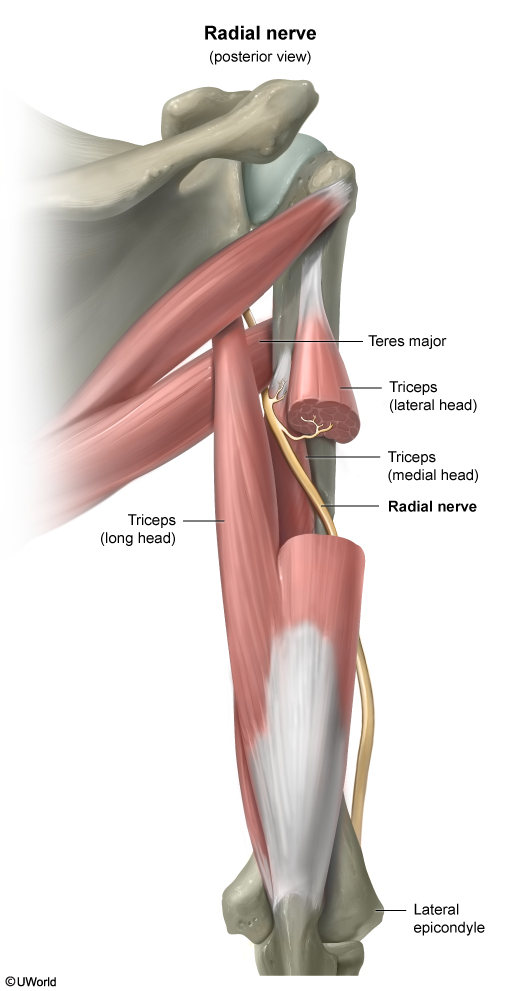 Radial nerve
(posterior view)
Teres major
Triceps
(lateral head)
Triceps
(medial head)
Radial nerve
Triceps
(long head)
Lateral
epicondyle
©UWorld